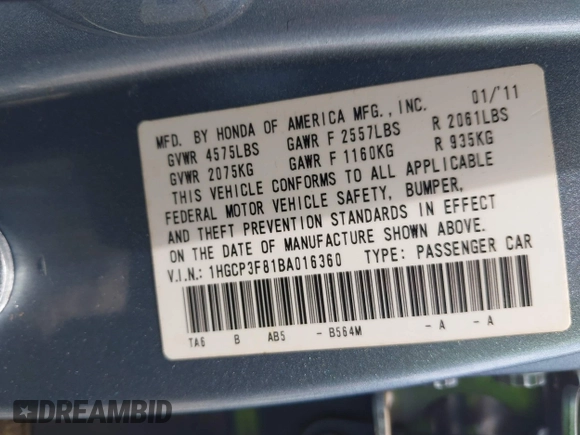 MFD. BY HONDA OF AMERICA MFG., INC. 01/'11
GVWR 4575LBS GAWR F 2557LBS R 2061LBS
GVWR 2075KG GAWR F 1160KG R 935KG
THIS VEHICLE CONFORMS TO ALL APPLICABLE
FEDERAL MOTOR VEHICLE SAFETY, BUMPER,
AND THEFT PREVENTION STANDARDS IN EFFECT
ON THE DATE OF MANUFACTURE SHOWN ABOVE.
V.I.N.: 1HGCP3F81BA016360 TYPE: PASSENGER CAR
TA6 B AB5 - B564M - A - A
DREAMBID